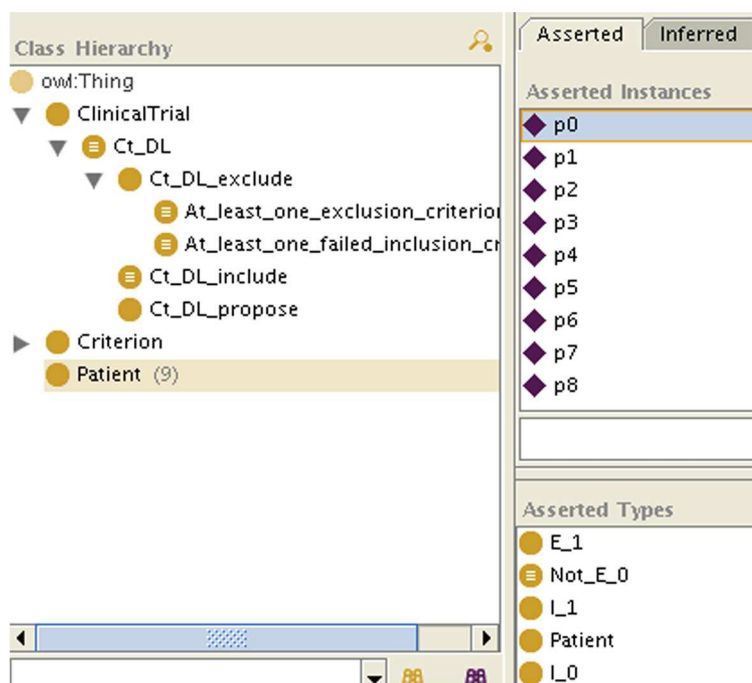 Class Hierarchy
owl:Thing
ClinicalTrial
Ct_DL
Ct_DL_exclude
At_least_one_exclusion_criterion
At_least_one_failed_inclusion_cr
Ct_DL_include
Ct_DL_propose
Criterion
Patient (9)
Asserted Inferred
Asserted Instances
p0
p1
p2
p3
p4
p5
p6
p7
p8
Asserted Types
E_1
Not_E_0
I_1
Patient
I_0